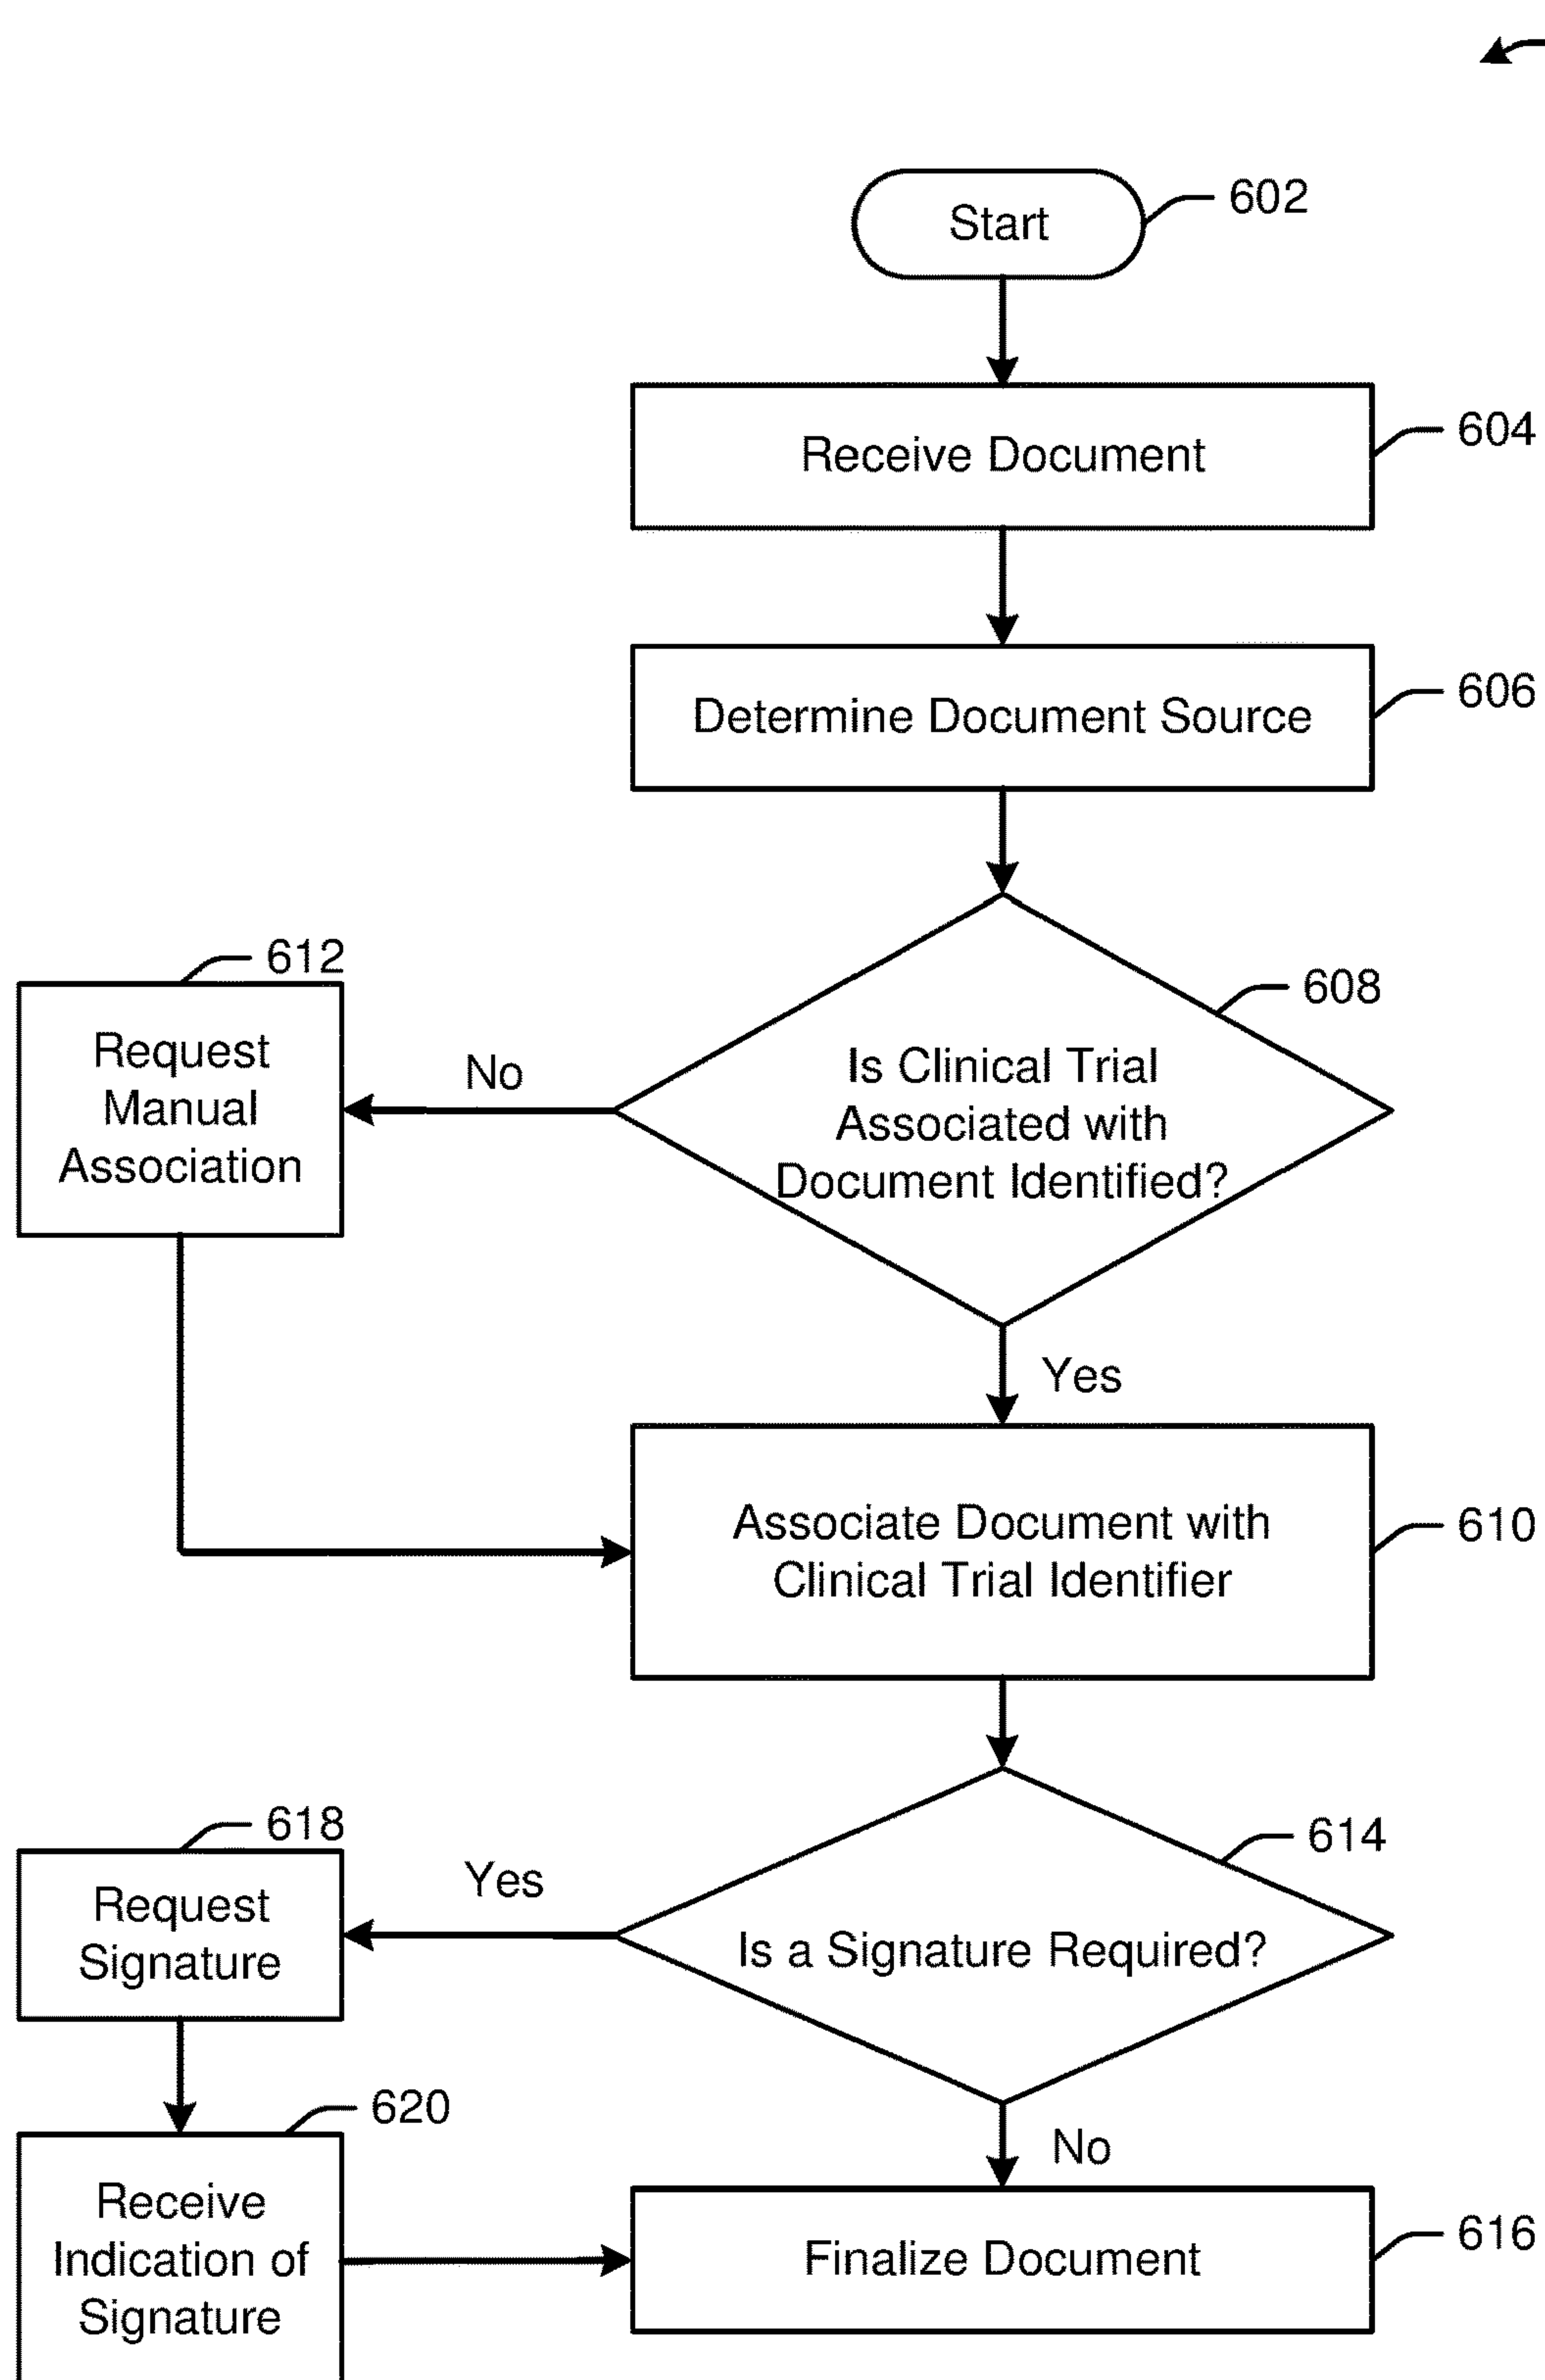 Start
602
Receive Document
604
Determine Document Source
606
612
Request
Manual
Association
No
608
Is Clinical Trial
Associated with
Document Identified?
Yes
Associate Document with
Clinical Trial Identifier
610
618
Request
Signature
Yes
614
Is a Signature Required?
620
No
Receive
Indication of
Signature
Finalize Document
616